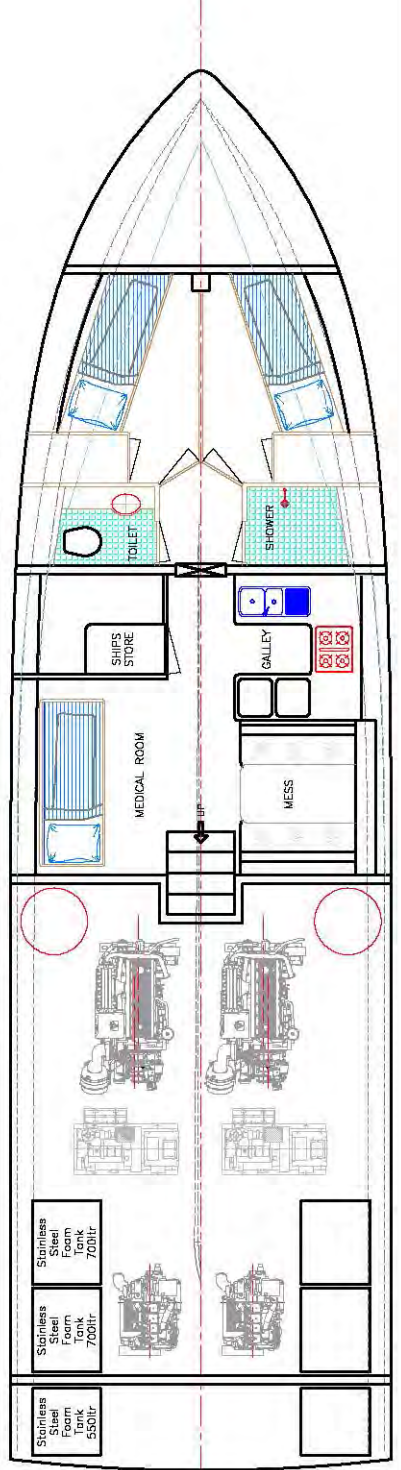 TOILET
SHOWER
SHIPS
STORE
GALLEY
MEDICAL ROOM
MESS
UP
Stainless
Steel
Foam
Tank
700ltr
Stainless
Steel
Foam
Tank
700ltr
Stainless
Steel
Foam
Tank
550ltr